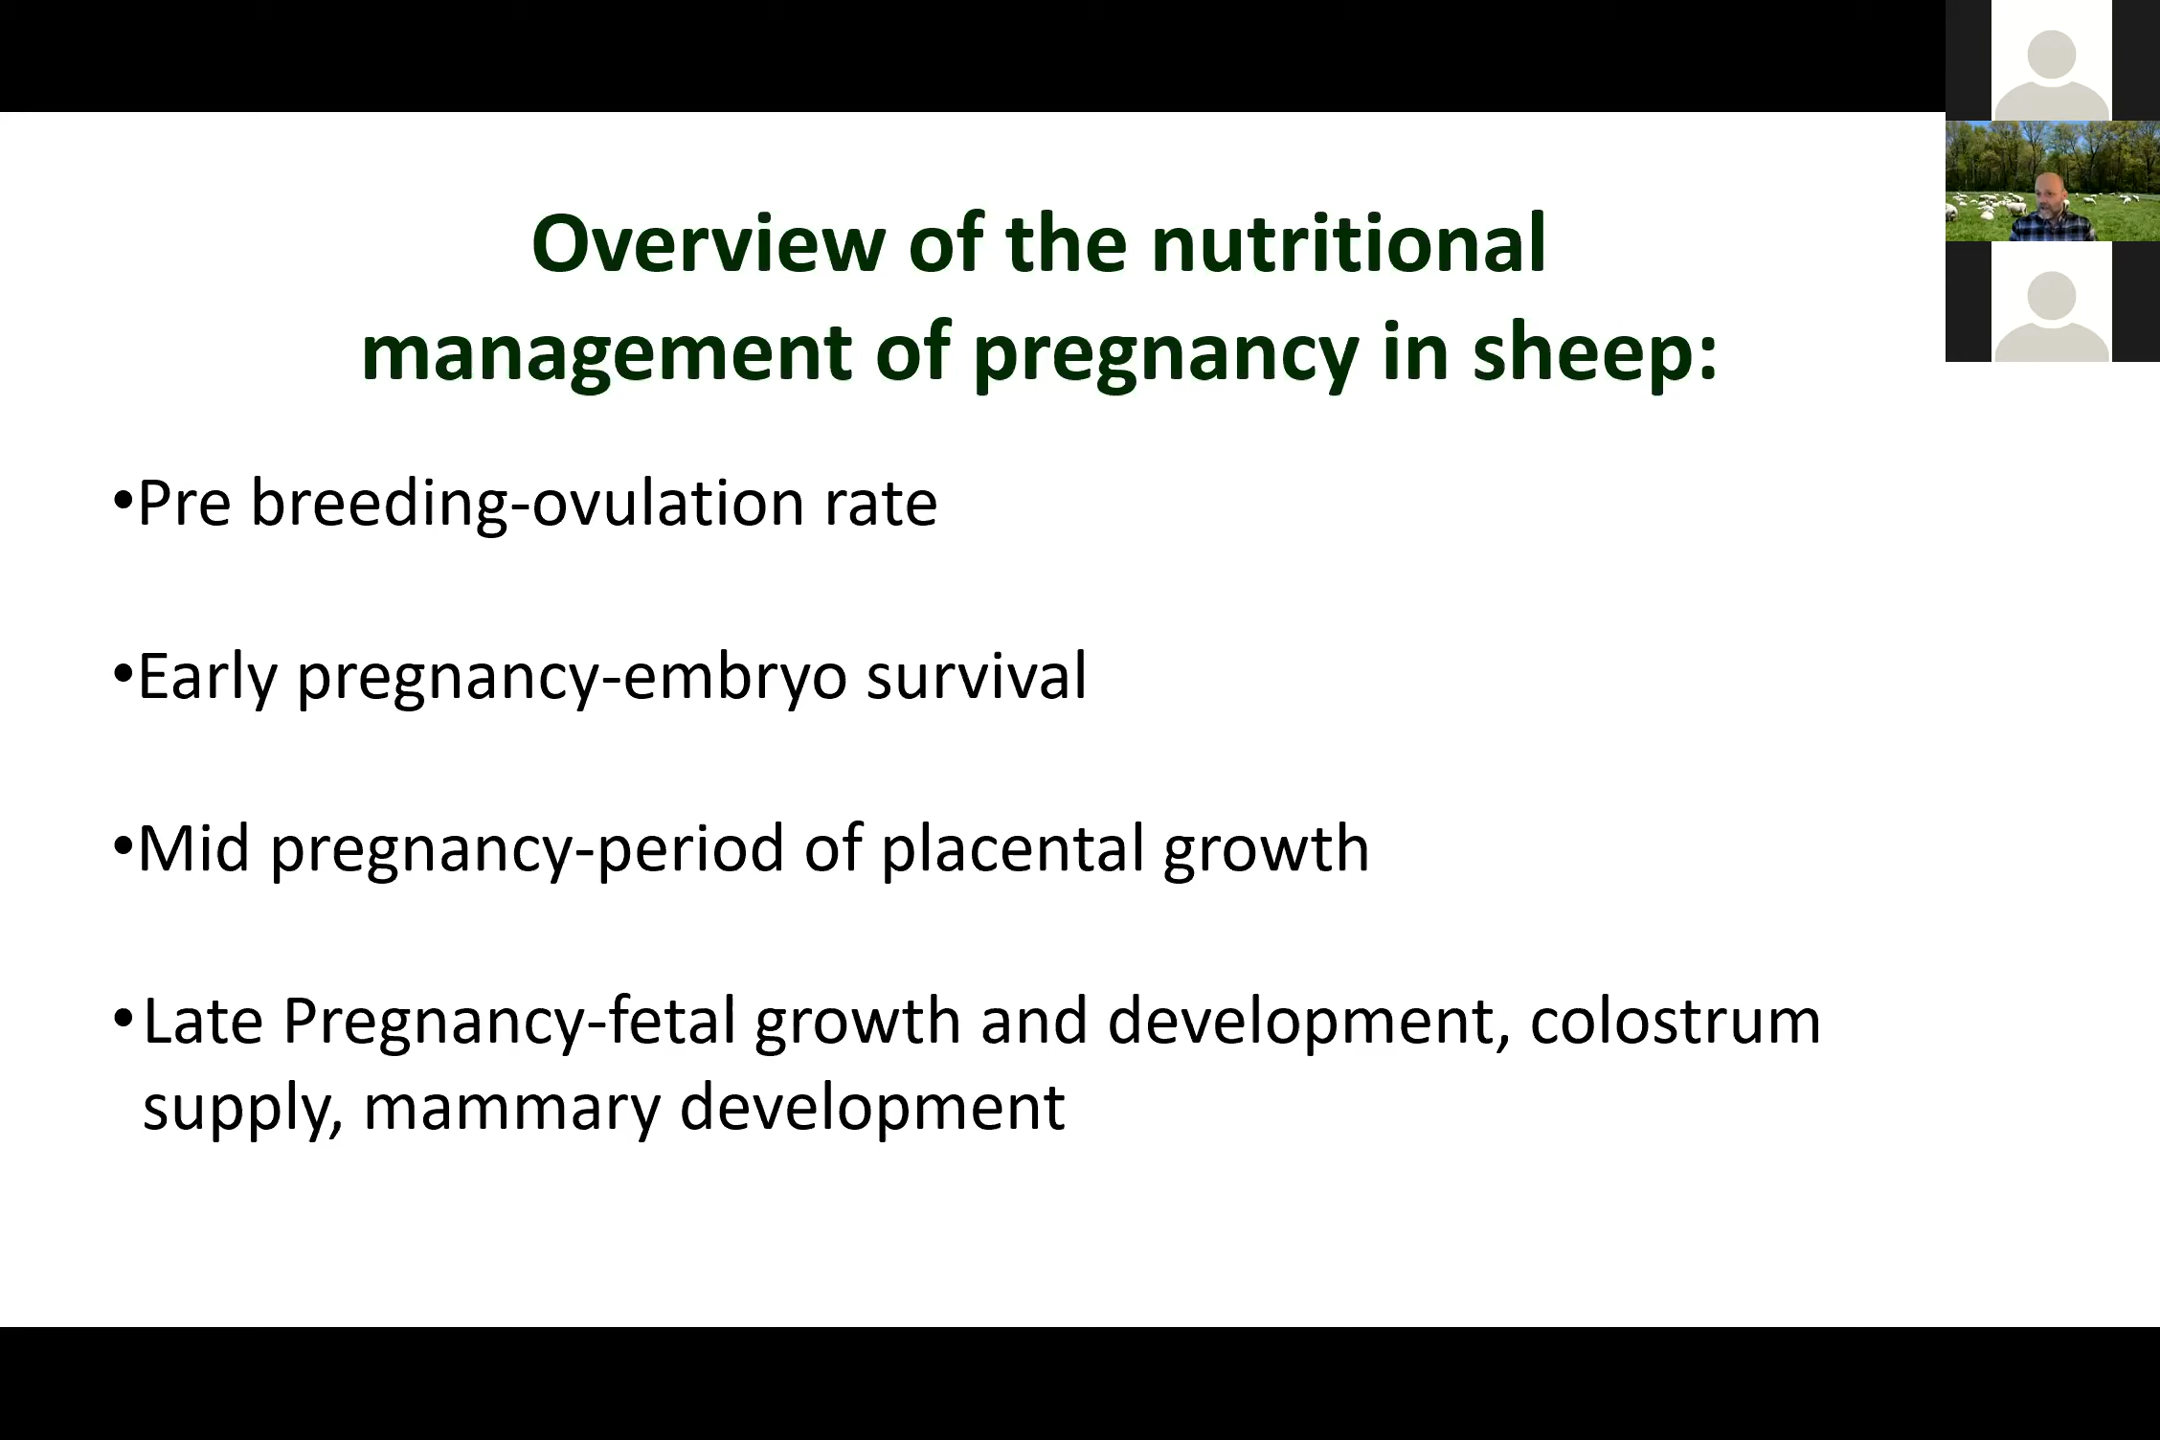 Overview of the nutritional
management of pregnancy in sheep:
•Pre breeding-ovulation rate
•Early pregnancy-embryo survival
•Mid pregnancy-period of placental growth
•Late Pregnancy-fetal growth and development, colostrum
supply, mammary development